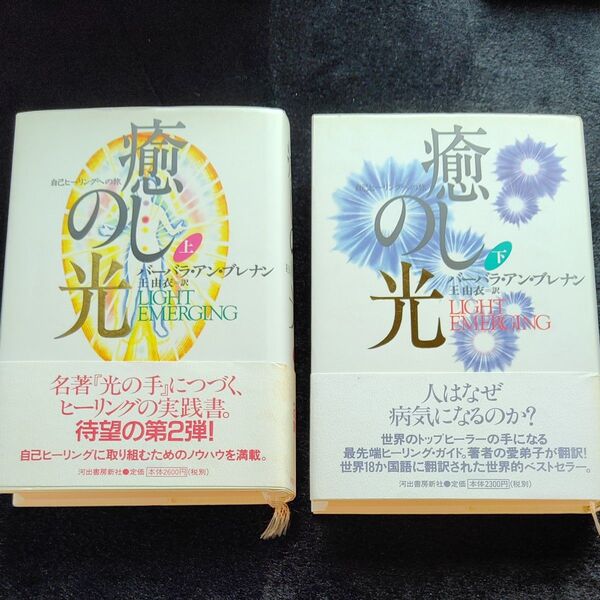 癒しの光
自己ヒーリングへの旅
上
バーバラ・アン・ブレナン
王由衣=訳
LIGHT
EMERGING
名著『光の手』につづく、
ヒーリングの実践書。
待望の第2弾!
自己ヒーリングに取り組むためのノウハウを満載。
河出書房新社●定価 本体2600円(税別)
癒しの光
自己ヒーリングへの旅
下
バーバラ・アン・ブレナン
王由衣=訳
LIGHT
EMERGING
人はなぜ
病気になるのか?
世界のトップヒーラーの手になる
最先端ヒーリング・ガイド。著者の愛弟子が翻訳!
世界18か国語に翻訳された世界的ベストセラー。
河出書房新社●定価 本体2300円(税別)